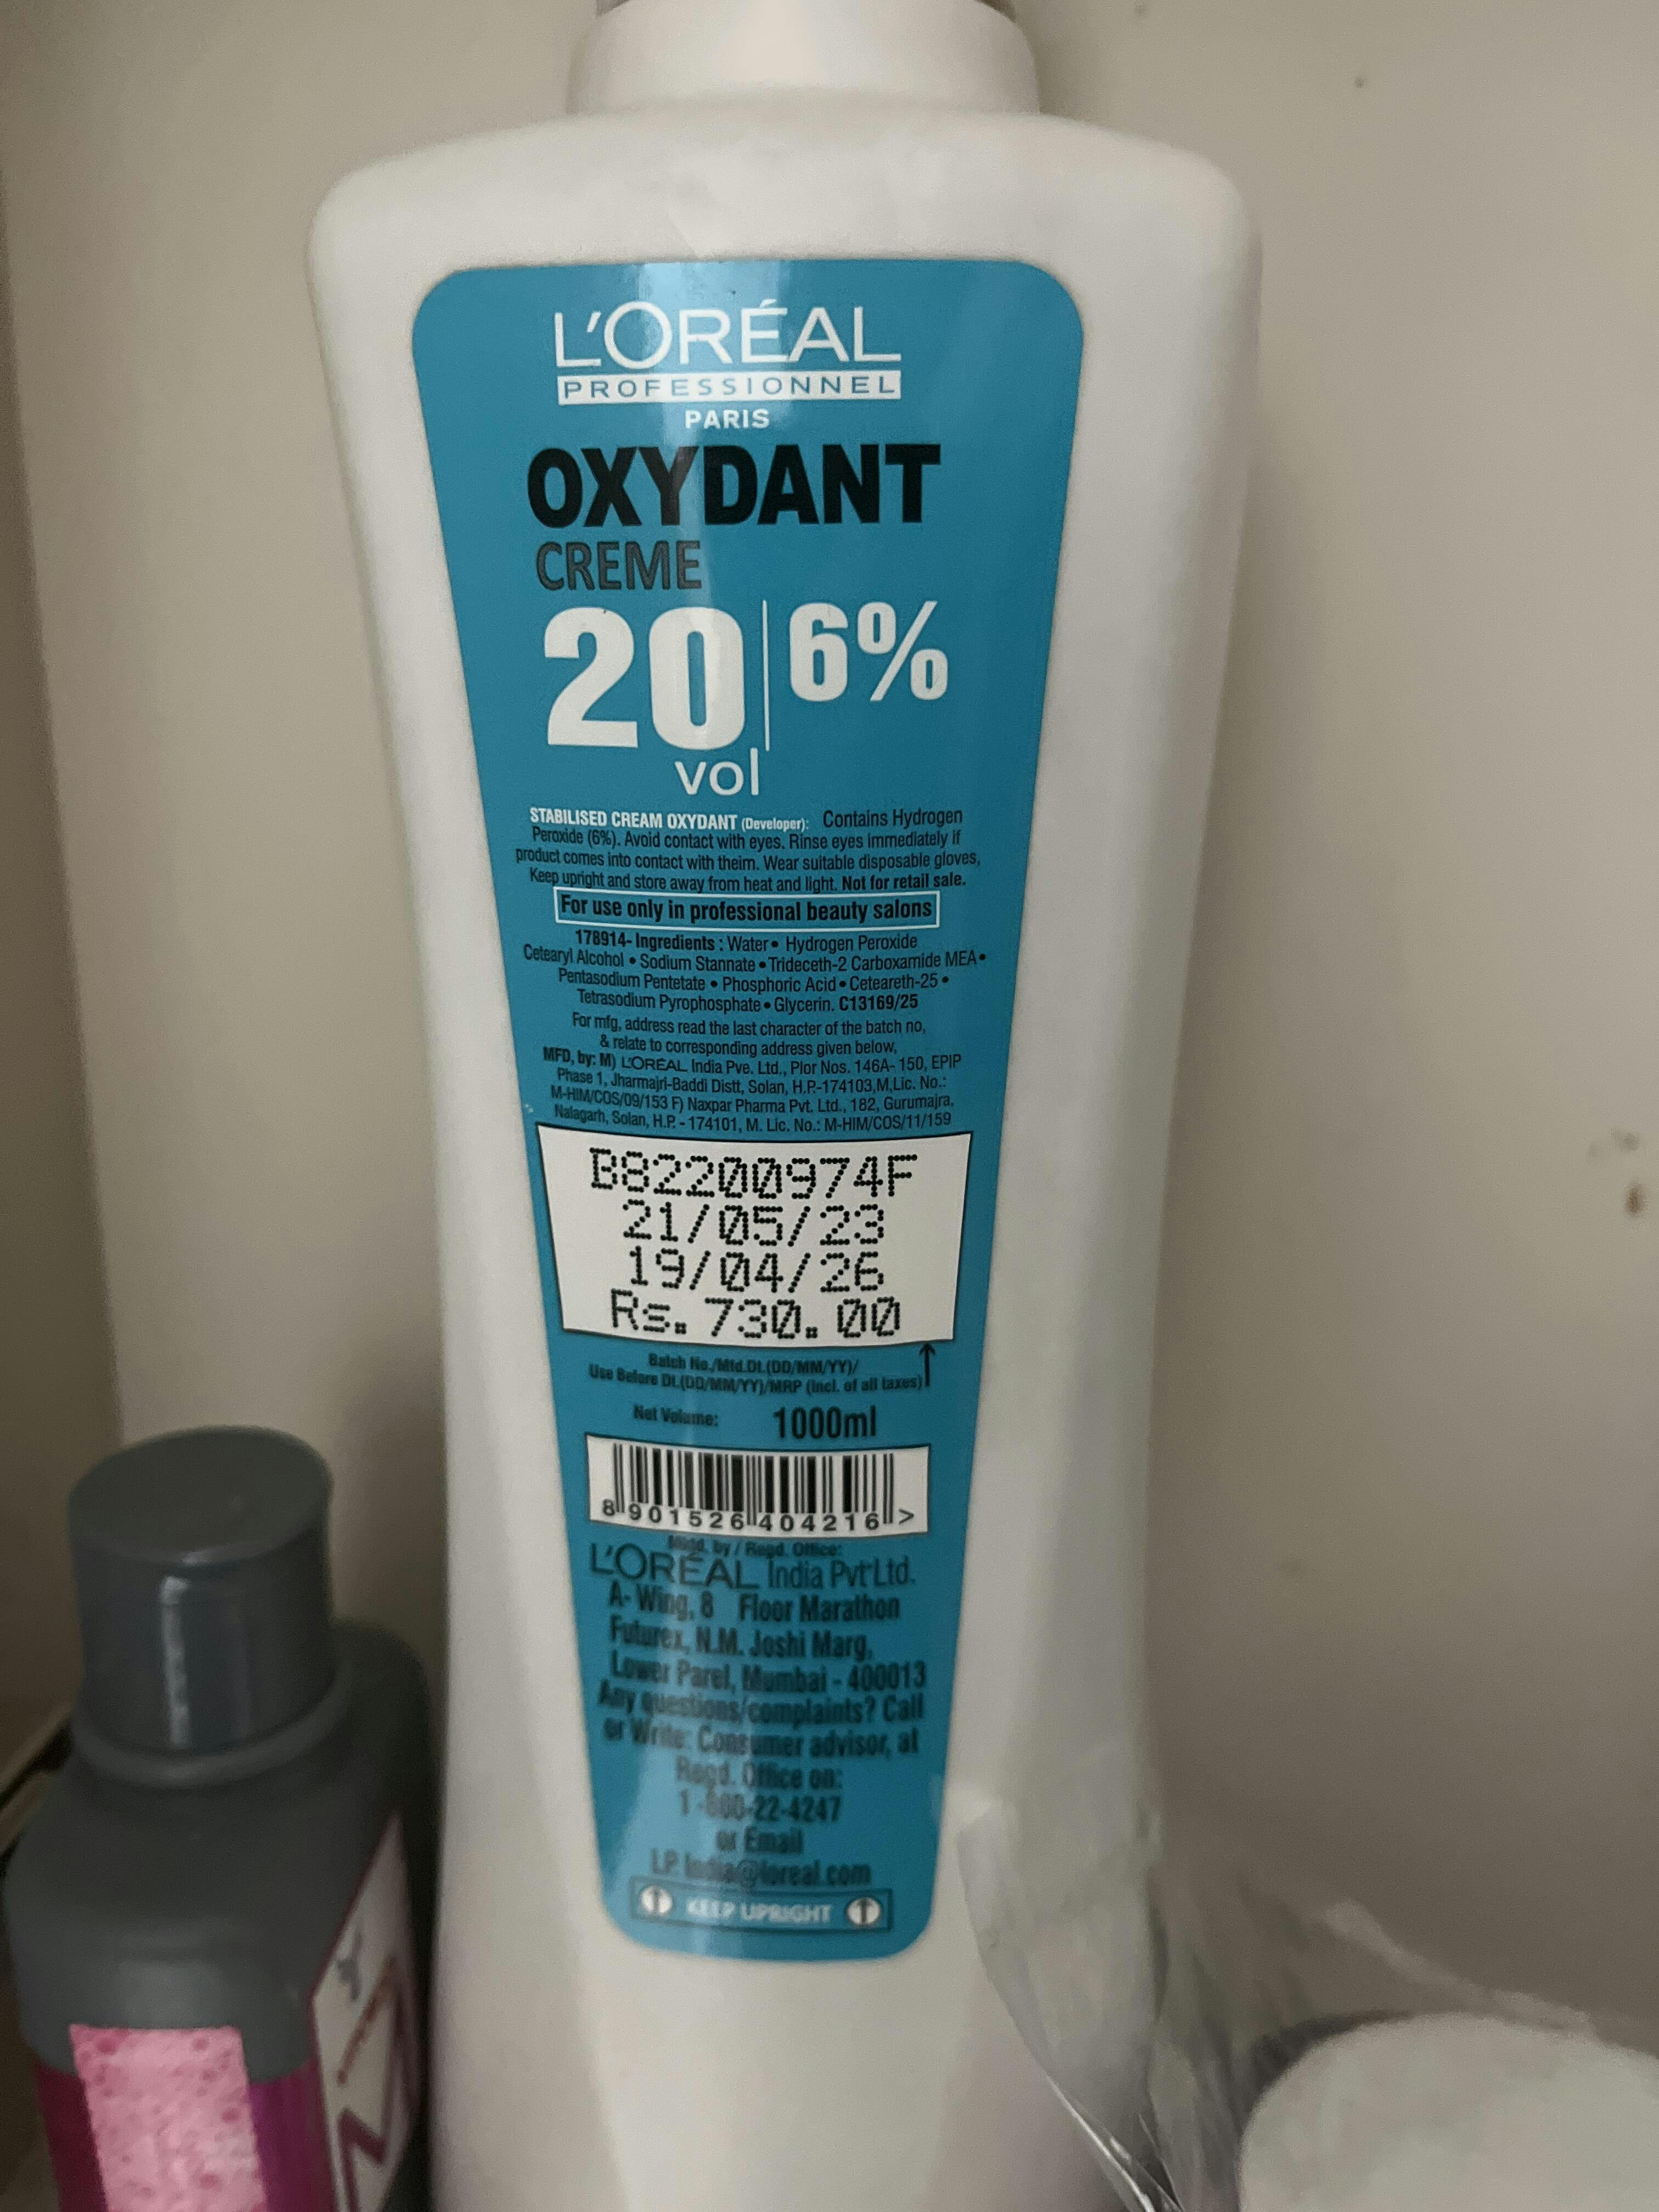 L'ORÉAL
PROFESSIONNEL
PARIS
OXYDANT
CREME
20 6%
vol
STABILISED CREAM OXYDANT (Developer): Contains Hydrogen
Peroxide (6%). Avoid contact with eyes. Rinse eyes immediately if
product comes into contact with theim. Wear suitable disposable gloves,
Keep upright and store away from heat and light. Not for retail sale.
For use only in professional beauty salons
178914- Ingredients : Water • Hydrogen Peroxide
Cetearyl Alcohol • Sodium Stannate • Trideceth-2 Carboxamide MEA •
Pentasodium Pentetate • Phosphoric Acid • Ceteareth-25 •
Tetrasodium Pyrophosphate • Glycerin. C13169/25
For mfg, address read the last character of the batch no,
& relate to corresponding address given below,
MFD, by: M) L'ORÉAL India Pve. Ltd., Plor Nos. 146A- 150, EPIP
Phase 1, Jharmajri-Baddi Distt, Solan, H.P.-174103,M,Lic. No.:
M-HIM/COS/09/153 F) Naxpar Pharma Pvt. Ltd., 182, Gurumajra,
Nalagarh, Solan, H.P. - 174101, M. Lic. No.: M-HIM/COS/11/159
B82200974F
21/05/23
19/04/26
Rs. 730.00
Batch No./Mfd.Dt.(DD/MM/YY)/
Use Before Dt.(DD/MM/YY)/MRP (Incl. of all taxes)
Net Volume: 1000ml
8 901526 404216 >
Mktd. by / Regd. Office:
L'ORÉAL India Pvt Ltd.
A- Wing, 8 Floor Marathon
Futurex, N.M. Joshi Marg,
Lower Parel, Mumbai - 400013
Any questions/complaints? Call
or Write: Consumer advisor, at
Regd. Office on:
1-800-22-4247
or Email
LP.India@loreal.com
KEEP UPRIGHT